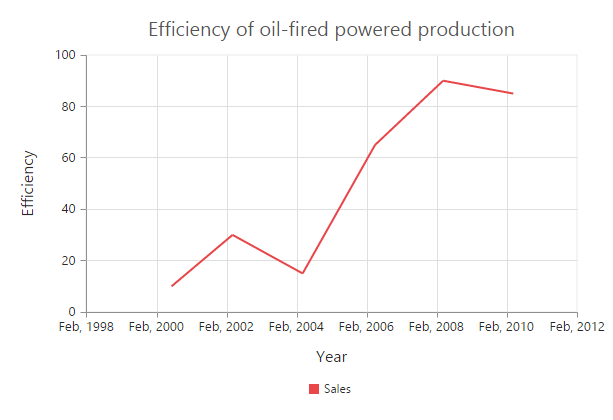 Efficiency of oil-fired powered production
100
80
60
40
20
0
Efficiency
Feb, 1998 Feb, 2000 Feb, 2002 Feb, 2004 Feb, 2006 Feb, 2008 Feb, 2010 Feb, 2012
Year
Sales